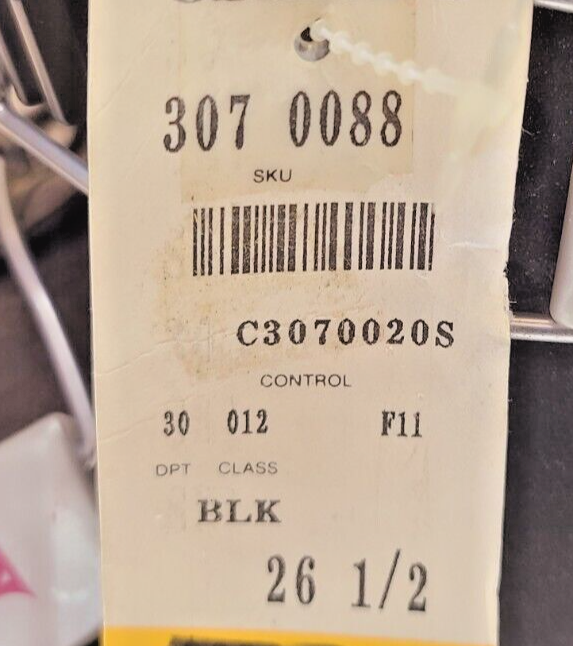 307 0088
SKU
C3070020S
CONTROL
30 012 F11
DPT CLASS
BLK
26 1/2